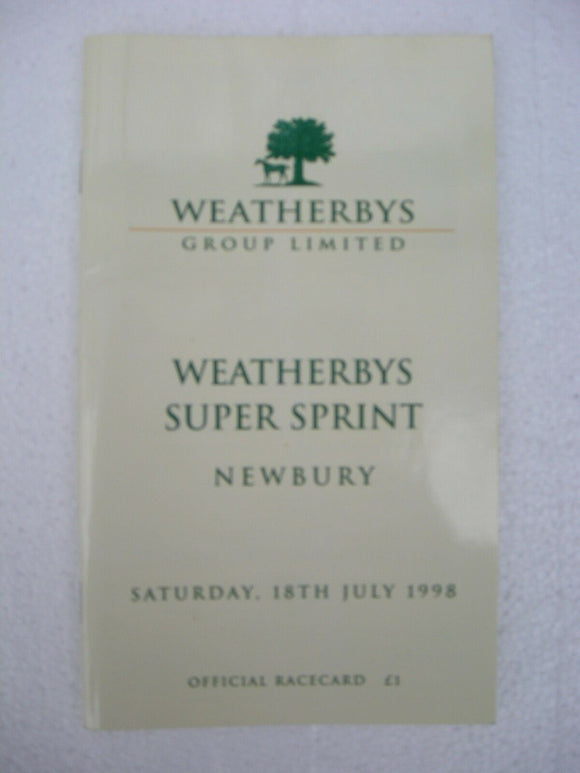 WEATHERBYS
GROUP LIMITED
WEATHERBYS
SUPER SPRINT
NEWBURY
SATURDAY, 18TH JULY 1998
OFFICIAL RACECARD £1